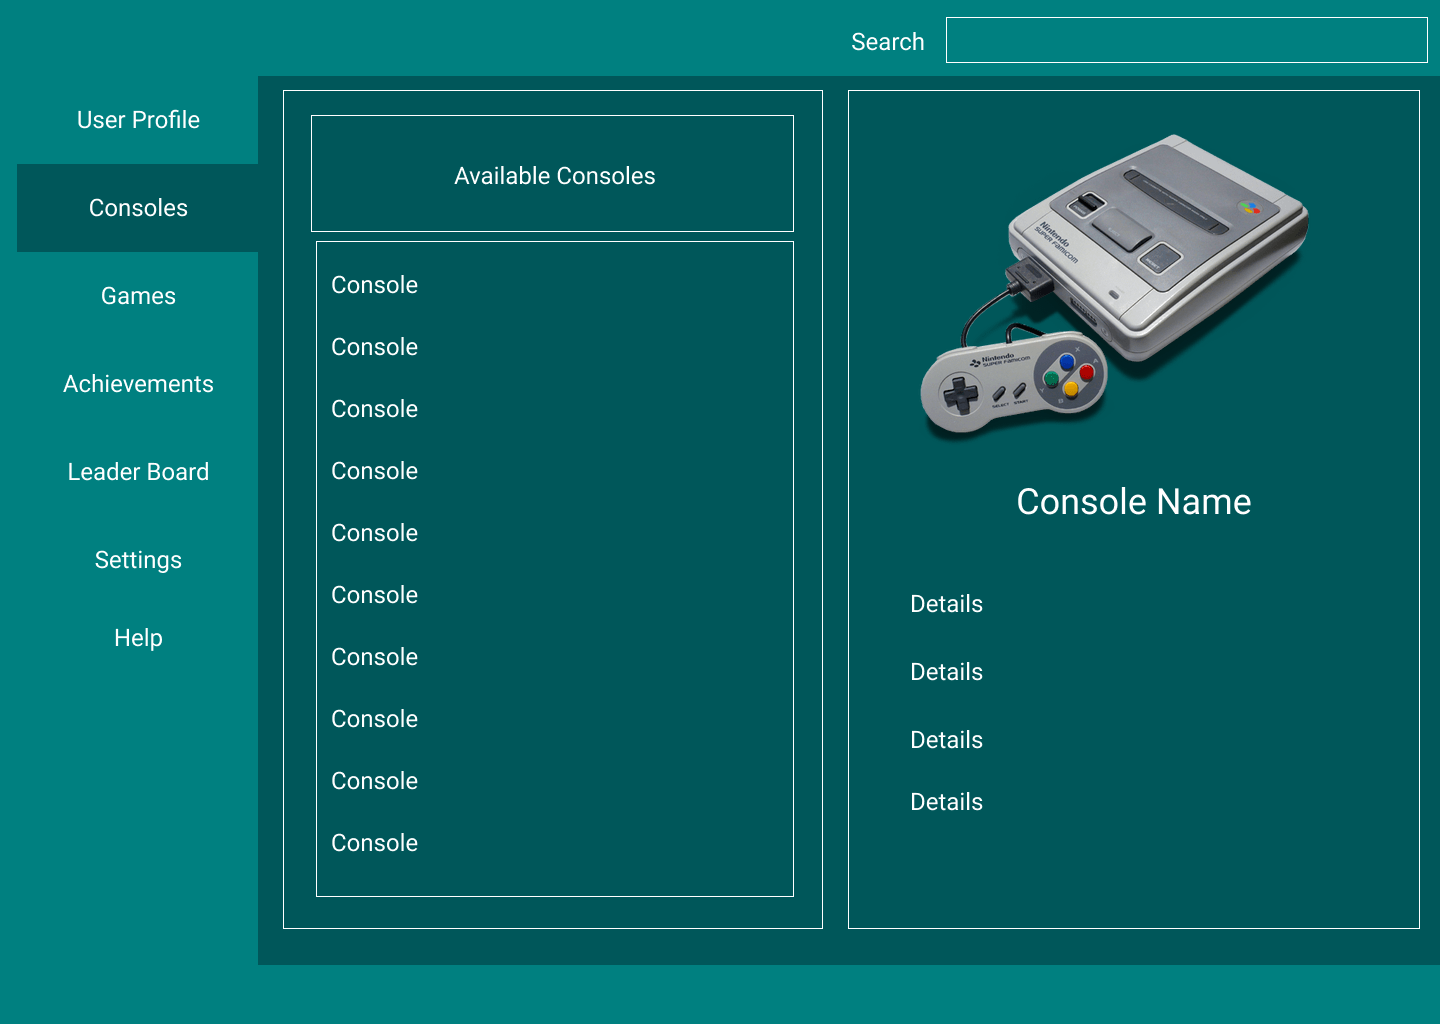 Search
User Profile
Consoles
Games
Achievements
Leader Board
Settings
Help
Available Consoles
Console
Console
Console
Console
Console
Console
Console
Console
Console
Console
Nintendo
SUPER FAMICOM
RESET
Nintendo
SUPER FAMICOM
SELECT
START
X
A
Y
B
Console Name
Details
Details
Details
Details